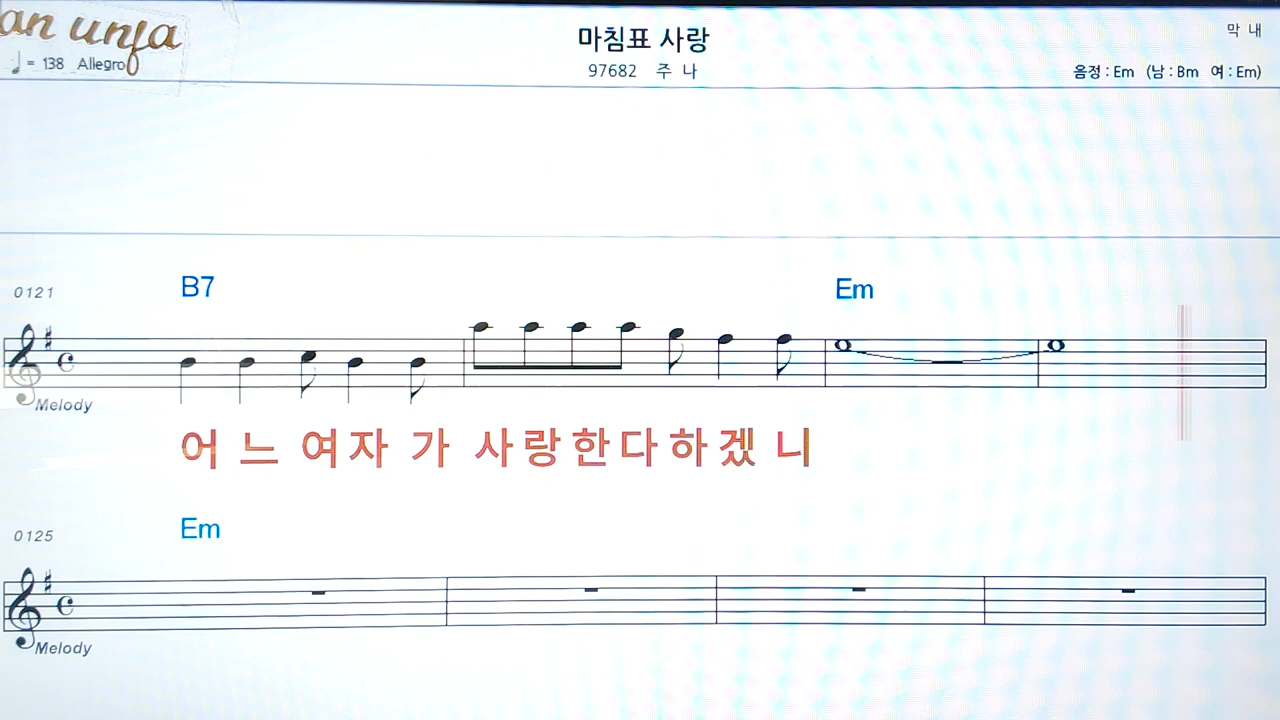 an unfa
♩ = 138 Allegro
마침표 사랑
97682 주 나
막 내
음정 : Em (남 : Bm 여 : Em)
0121
B7 Em
Melody
어 느 여자 가 사랑한다하겠 니
0125
Em
Melody